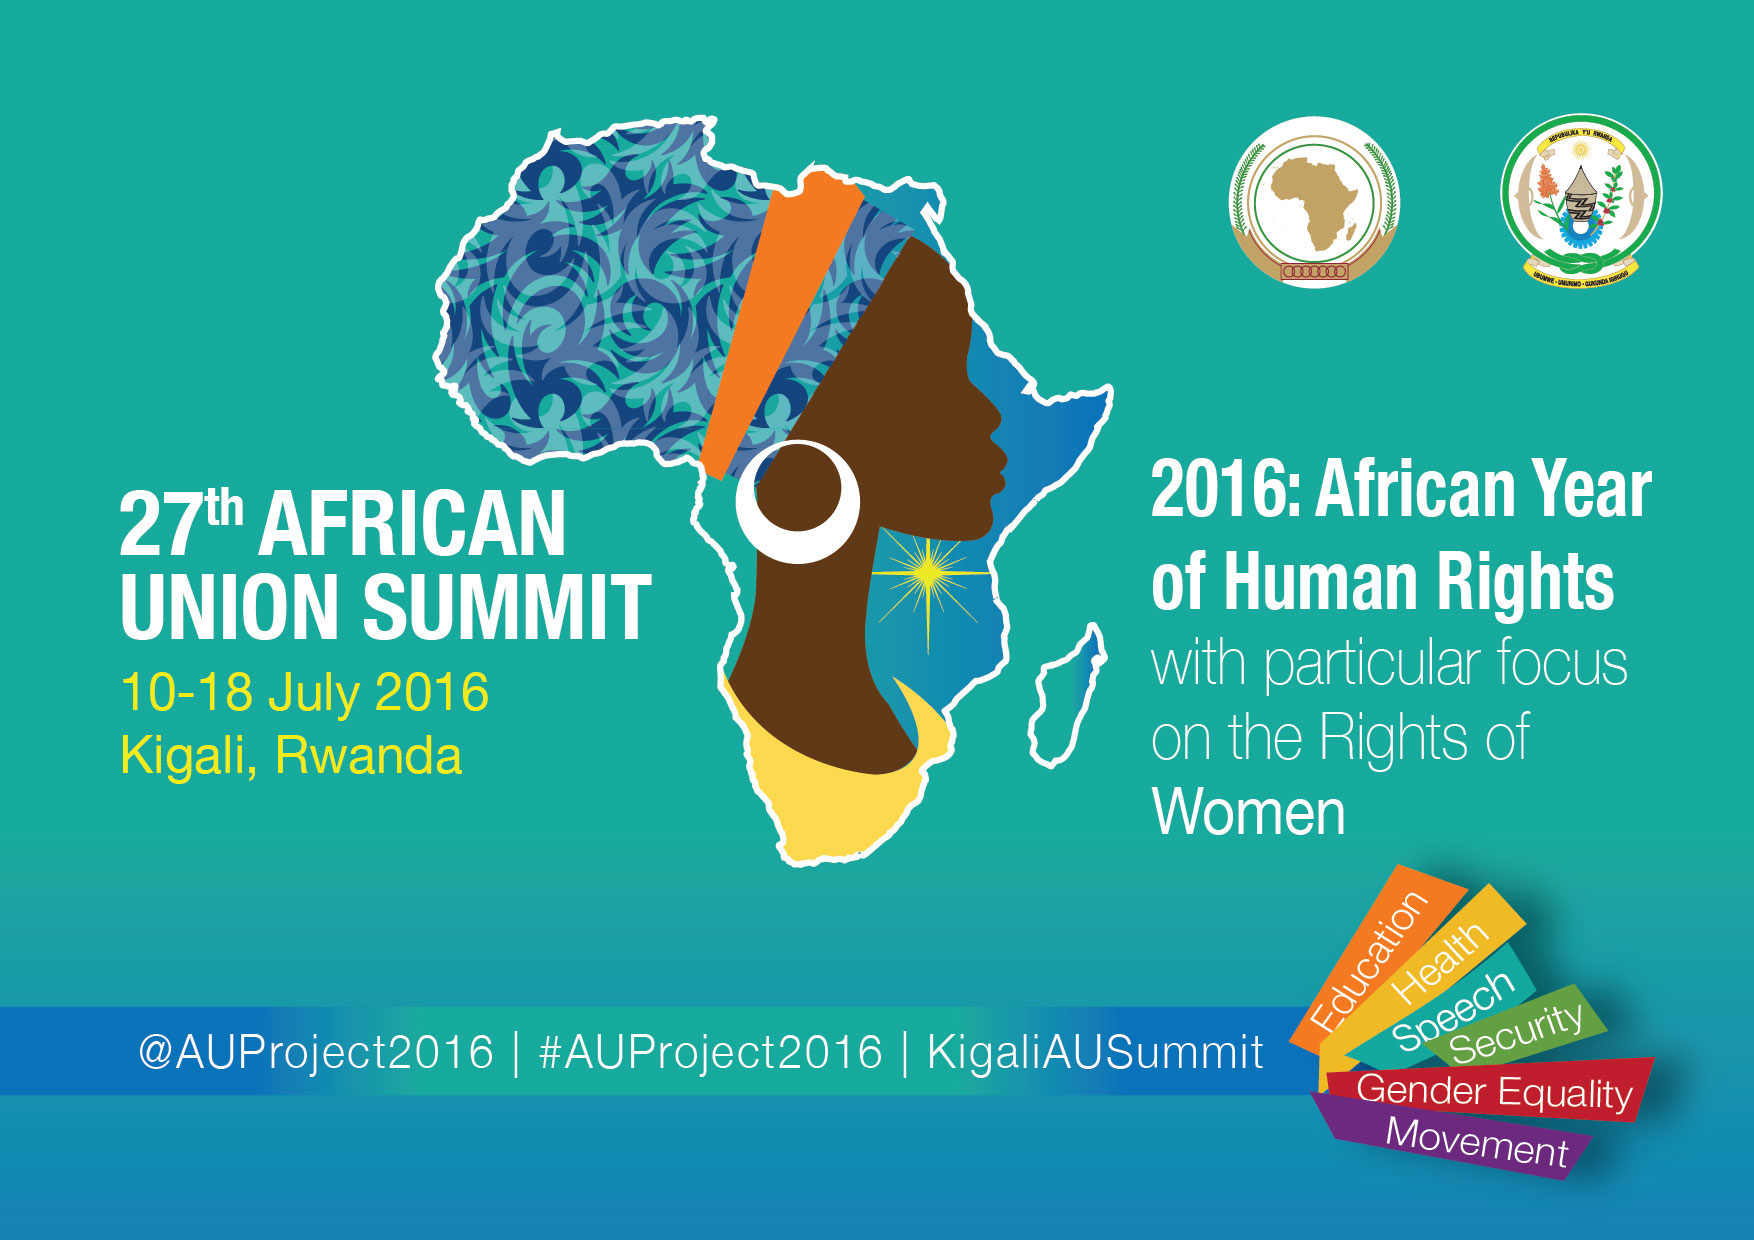 REPUBULIKA Y'U RWANDA
UBUMWE - UMURIMO - GUKUNDA IGIHUGU
27th AFRICAN
UNION SUMMIT
10-18 July 2016
Kigali, Rwanda
2016: African Year
of Human Rights
with particular focus
on the Rights of
Women
Education
Health
Speech
Security
Gender Equality
Movement
@AUProject2016 | #AUProject2016 | KigaliAUSummit